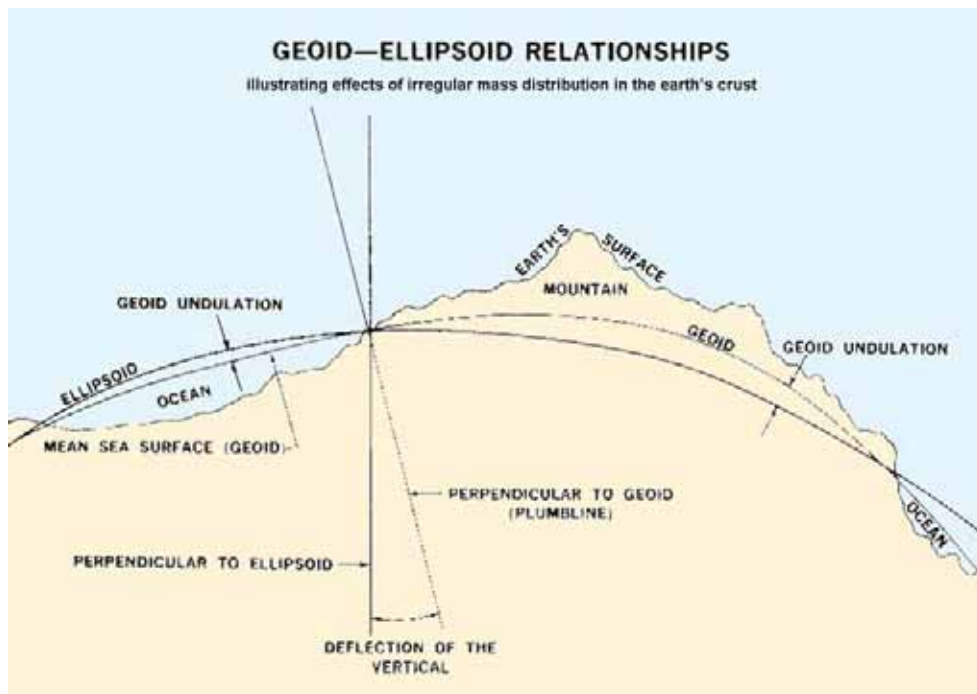 GEOID—ELLIPSOID RELATIONSHIPS
illustrating effects of irregular mass distribution in the earth's crust
EARTH'S SURFACE
MOUNTAIN
GEOID UNDULATION
GEOID
GEOID UNDULATION
ELLIPSOID
OCEAN
MEAN SEA SURFACE (GEOID)
PERPENDICULAR TO GEOID
(PLUMBLINE)
OCEAN
PERPENDICULAR TO ELLIPSOID
DEFLECTION OF THE
VERTICAL